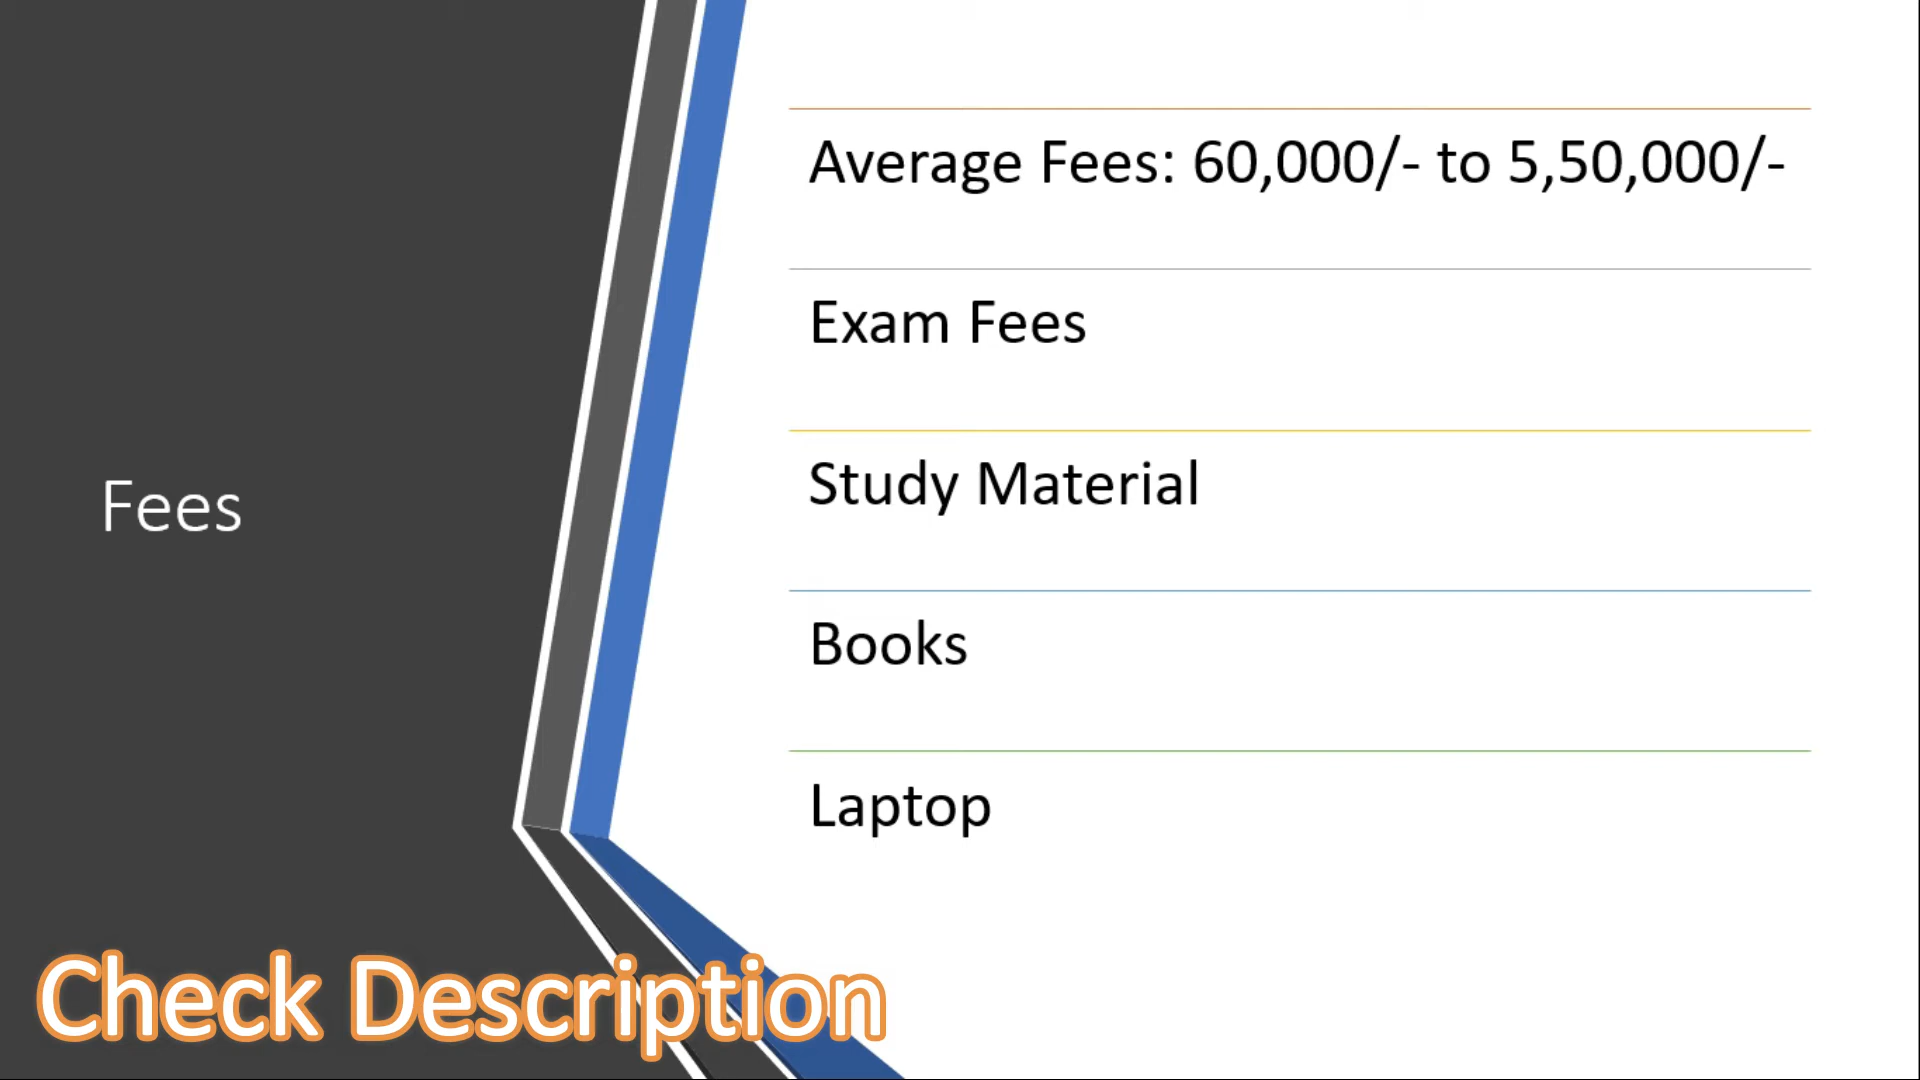 Fees
Average Fees: 60,000/- to 5,50,000/-
Exam Fees
Study Material
Books
Laptop
Check Description